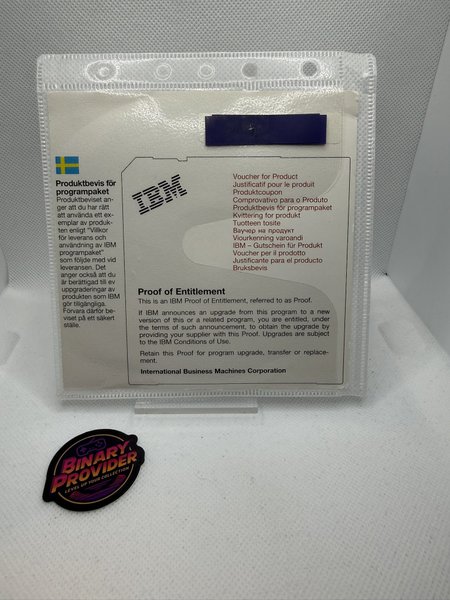 Produktbevis för
programpaket
Produktbeviset an-
ger att du har rätt
att använda ett ex-
emplar av produk-
ten enligt "Villkor
för leverans och
användning av IBM
programpaket"
som följde med vid
leveransen. Det
anger också att du
är berättigad till ev
uppgraderingar av
produkten som IBM
gör tillgängliga.
Förvara därför be-
viset på ett säkert
ställe.
IBM
Voucher for Product
Justificatif pour le produit
Produktcoupon
Comprovativo para o Produto
Produktbevis för programpaket
Kvittering for produkt
Tuotteen tosite
Ваучер на продукт
Viourkenning varoandi
IBM – Gutschein für Produkt
Voucher per il prodotto
Justificante para el producto
Bruksbevis
Proof of Entitlement
This is an IBM Proof of Entitlement, referred to as Proof.
If IBM announces an upgrade from this program to a new
version of this or a related program, you are entitled, under
the terms of such announcement, to obtain the upgrade by
providing your supplier with this Proof. Upgrades are subject
to the IBM Conditions of Use.
Retain this Proof for program upgrade, transfer or replace-
ment.
International Business Machines Corporation
BINARY
PROVIDER
LEVEL UP YOUR COLLECTION